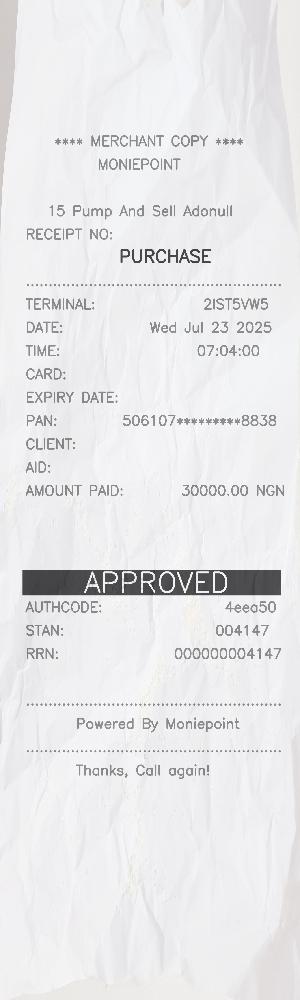 **** MERCHANT COPY ****
MONIEPOINT
15 Pump And Sell Adonull
RECEIPT NO:
PURCHASE
TERMINAL: 2IST5VW5
DATE: Wed Jul 23 2025
TIME: 07:04:00
CARD:
EXPIRY DATE:
PAN: 506107*********8838
CLIENT:
AID:
AMOUNT PAID: 30000.00 NGN
APPROVED
AUTHCODE: 4eea50
STAN: 004147
RRN: 000000004147
Powered By Moniepoint
Thanks, Call again!